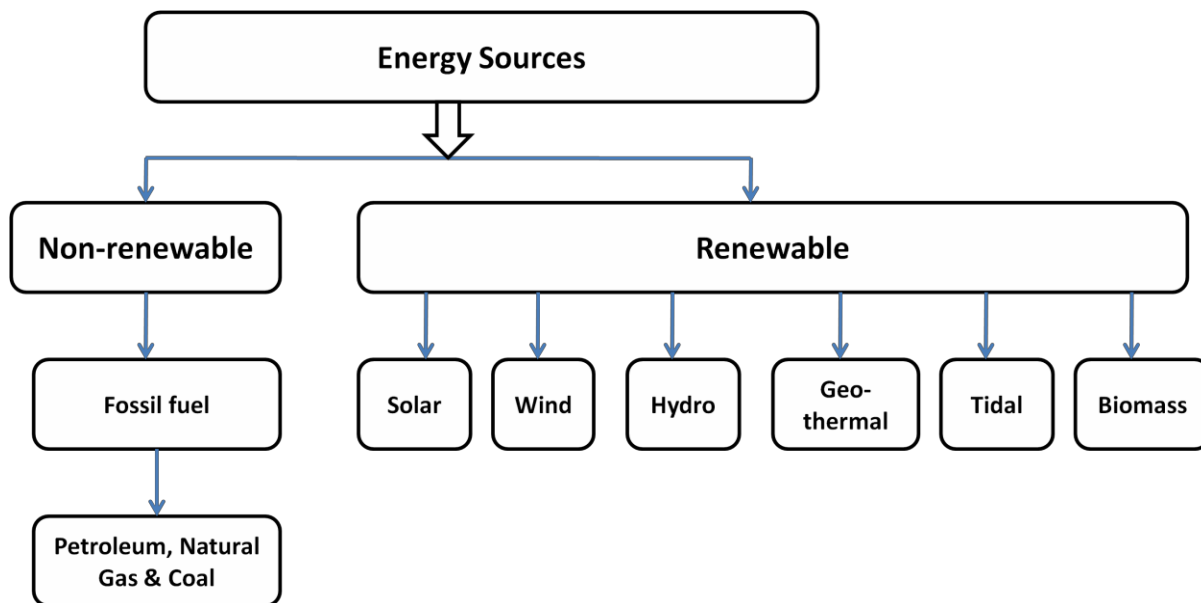 Energy Sources
Non-renewable
Renewable
Fossil fuel
Solar
Wind
Hydro
Geo-
thermal
Tidal
Biomass
Petroleum, Natural
Gas & Coal